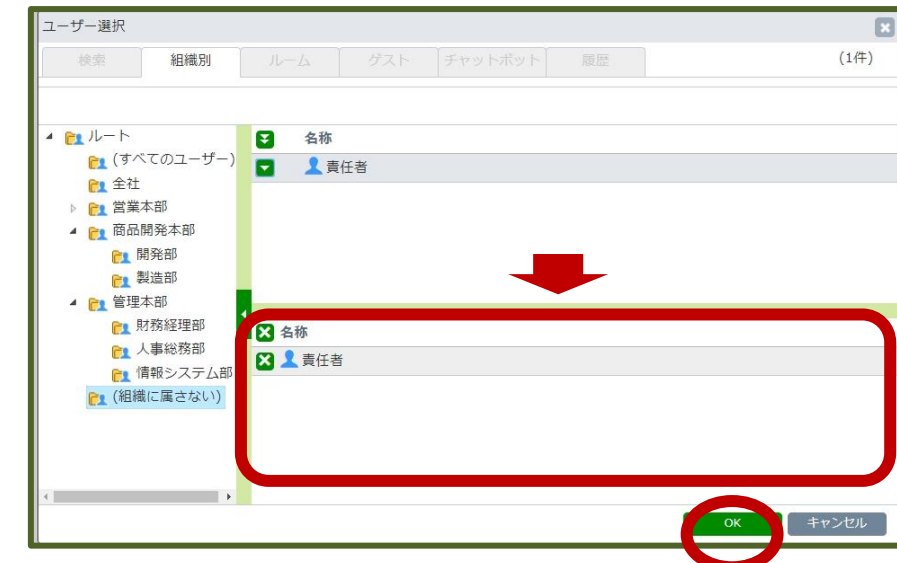 ユーザー選択
検索 組織別 ルーム ゲスト チャットボット 履歴 (1件)
ルート
(すべてのユーザー)
全社
営業本部
商品開発本部
開発部
製造部
管理本部
財務経理部
人事総務部
情報システム部
(組織に属さない)
名称
責任者
名称
責任者
OK キャンセル